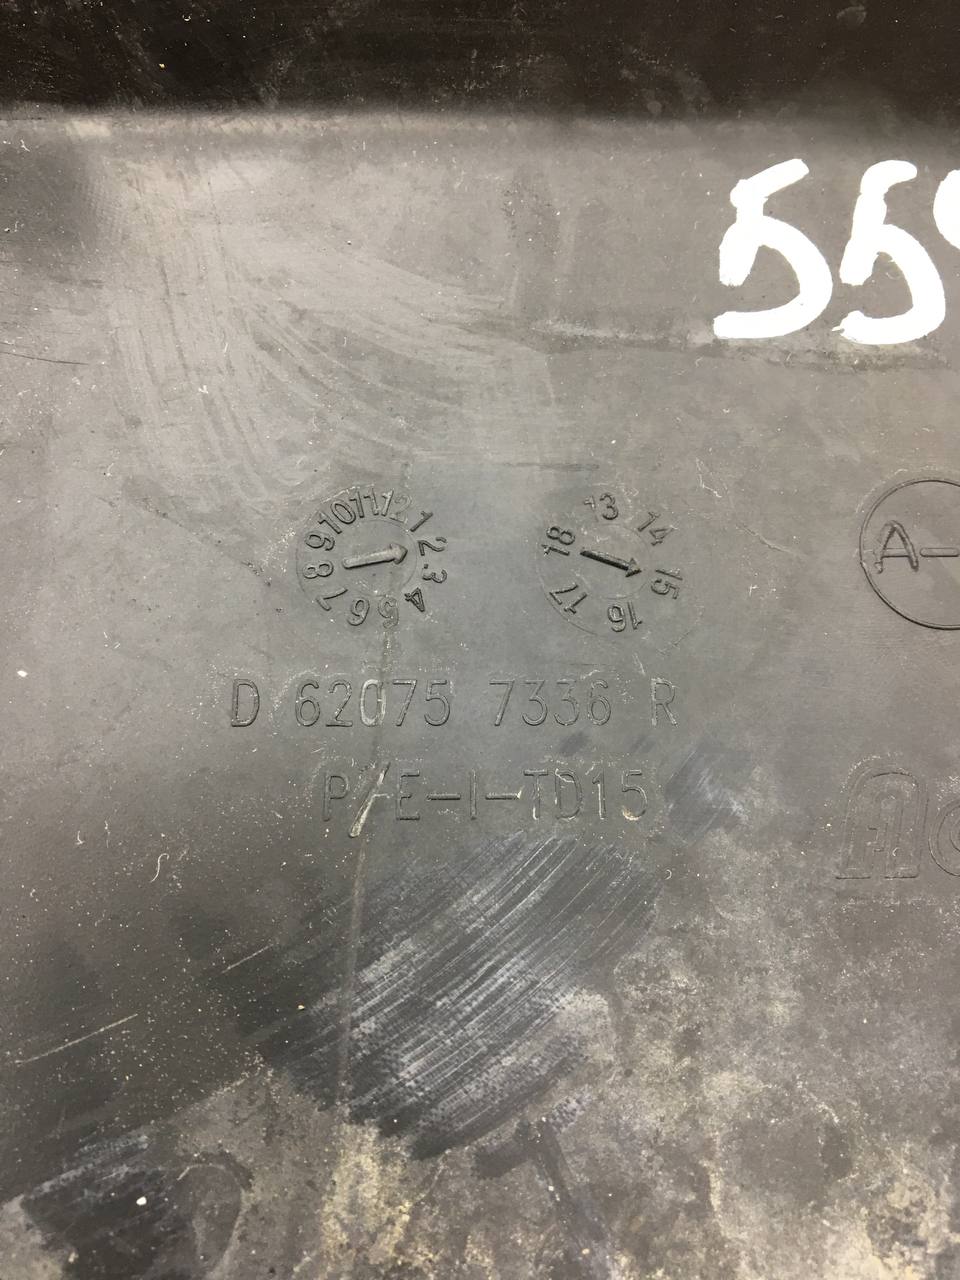 55
1 2 3 4 5 6 7 8 9 10 11 12
13 14 15 16 17 18
A-
D 62075 7336 R
P/E-I-TD15